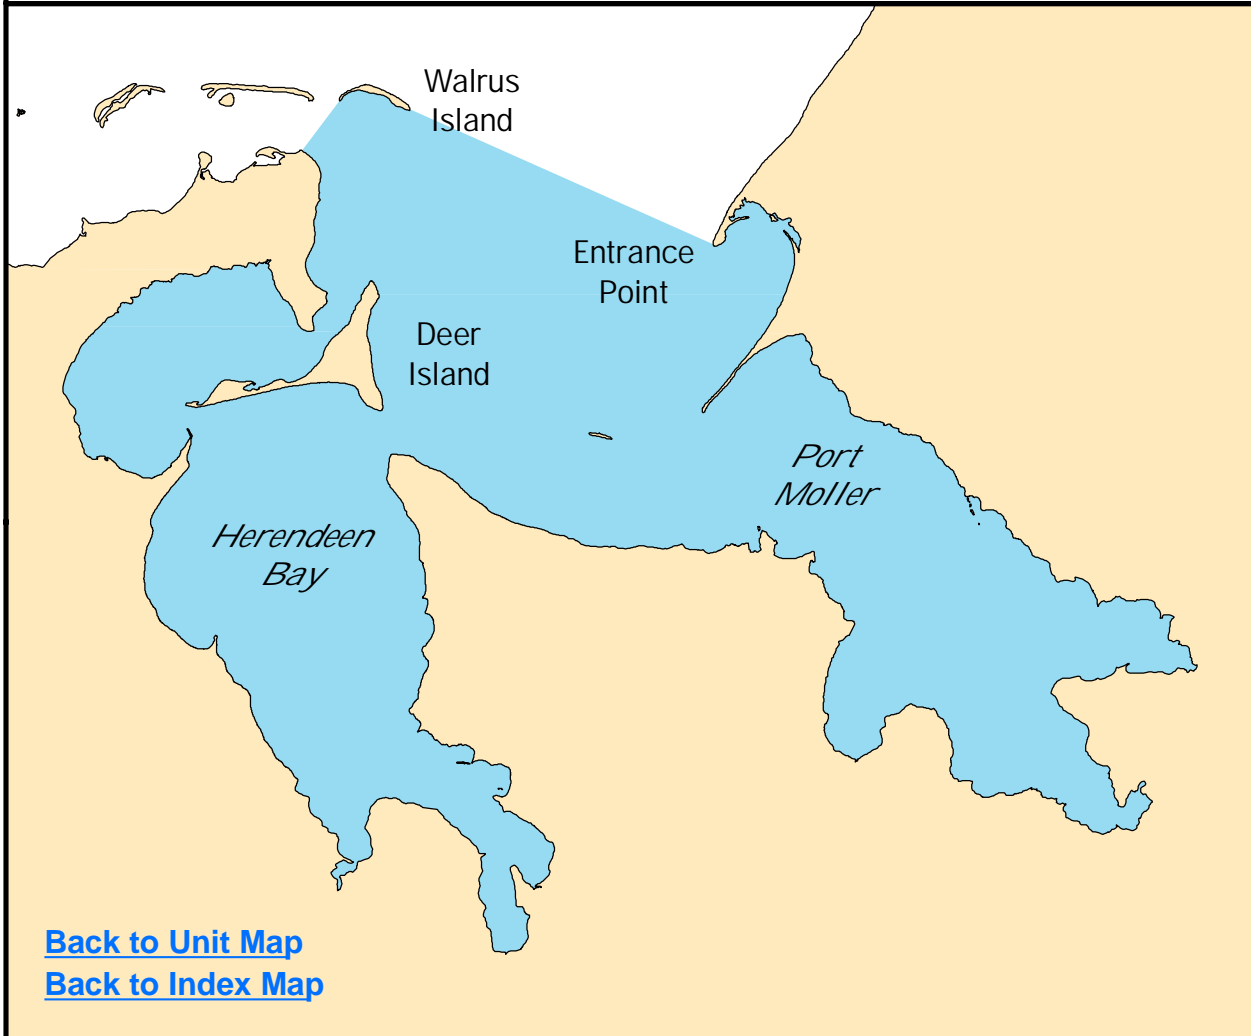 Walrus
Island
Entrance
Point
Deer
Island
Port
Moller
Herendeen
Bay
Back to Unit Map
Back to Index Map